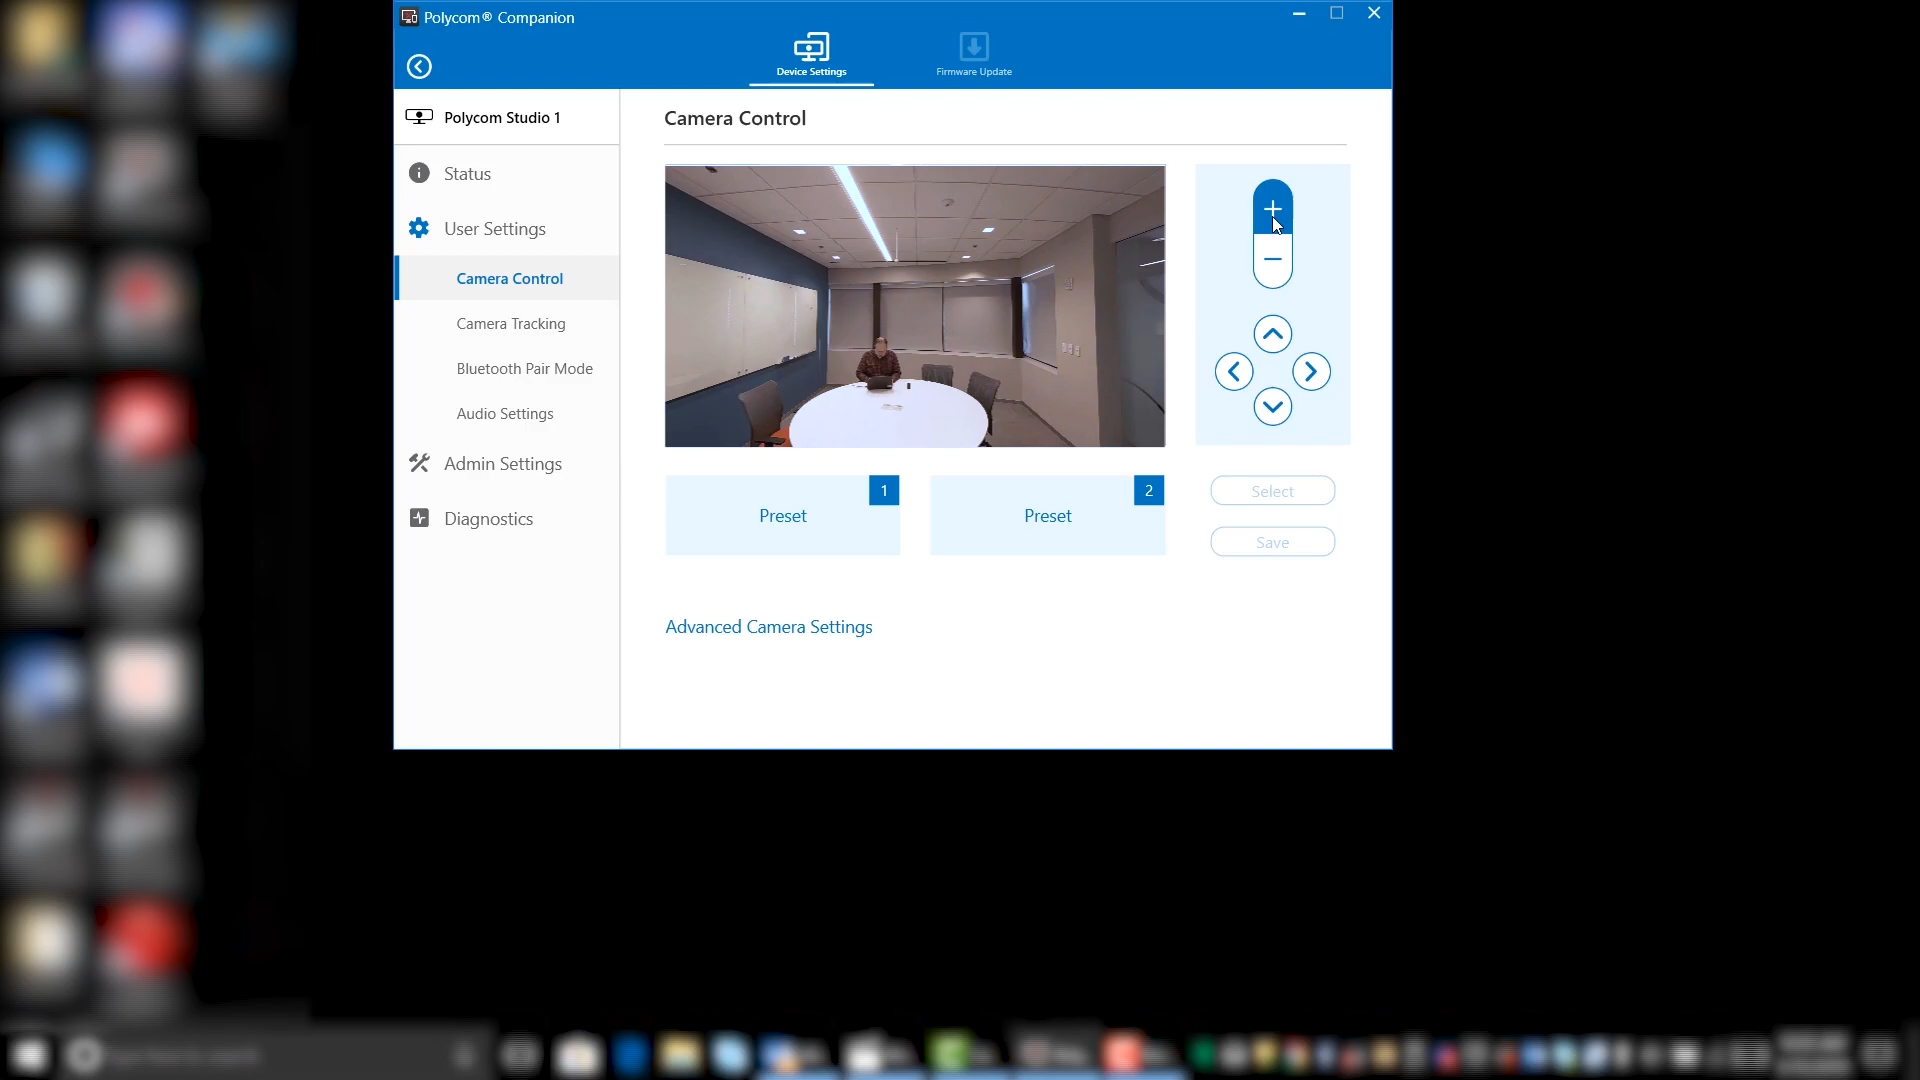 Polycom® Companion
Device Settings
Firmware Update
Polycom Studio 1
Status
User Settings
Camera Control
Camera Tracking
Bluetooth Pair Mode
Audio Settings
Admin Settings
Diagnostics
Camera Control
1
Preset
2
Preset
Select
Save
Advanced Camera Settings